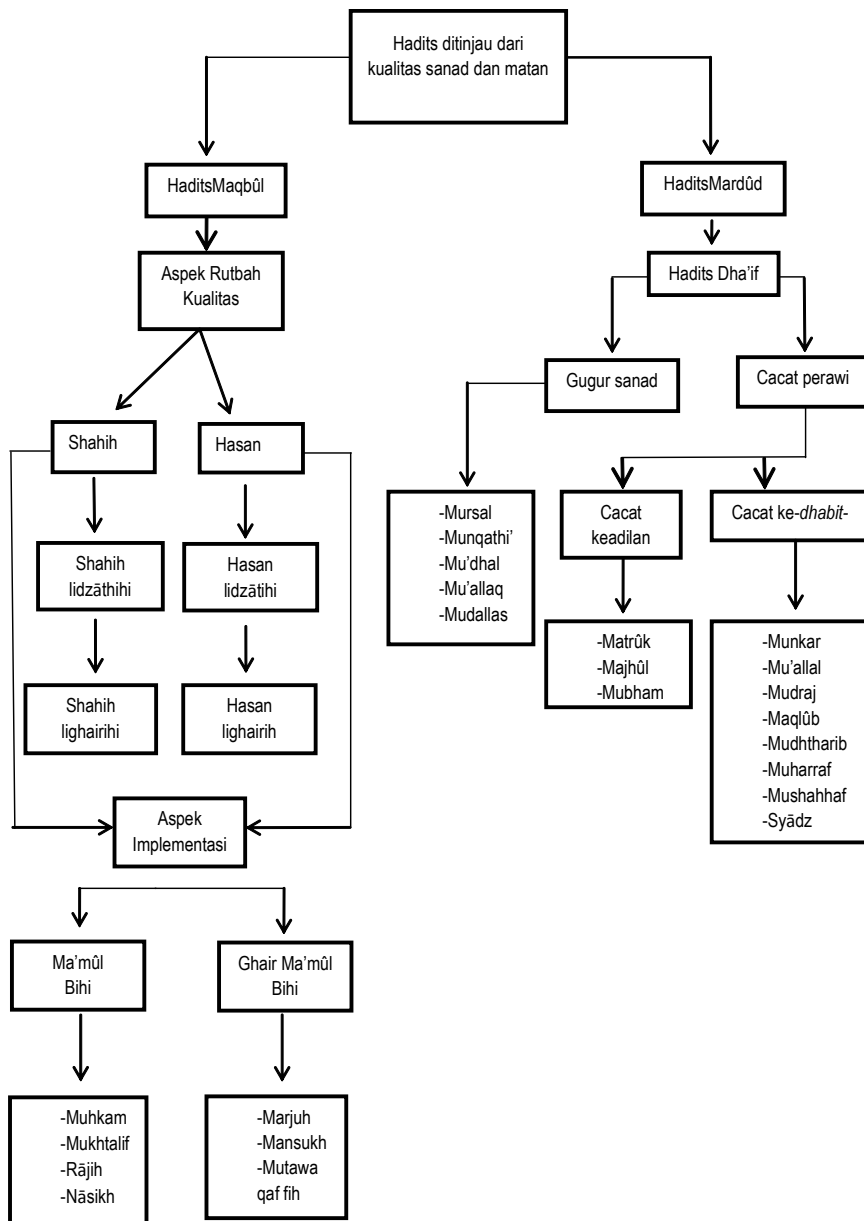 Hadits ditinjau dari
kualitas sanad dan matan
HaditsMaqbûl
HaditsMardûd
Aspek Rutbah
Kualitas
Hadits Dha'if
Gugur sanad
Cacat perawi
Shahih
Hasan
-Mursal
-Munqathi’
-Mu’dhal
-Mu’allaq
-Mudallas
Cacat
keadilan
Cacat ke-dhabit-
Shahih
lidzāthihi
Hasan
lidzātihi
-Matrûk
-Majhûl
-Mubham
-Munkar
-Mu’allal
-Mudraj
-Maqlûb
-Mudhtharib
-Muharraf
-Mushahhaf
-Syādz
Shahih
lighairihi
Hasan
lighairih
Aspek
Implementasi
Ma’mûl
Bihi
Ghair Ma’mûl
Bihi
-Muhkam
-Mukhtalif
-Rājih
-Nāsikh
-Marjuh
-Mansukh
-Mutawa
qaf fih